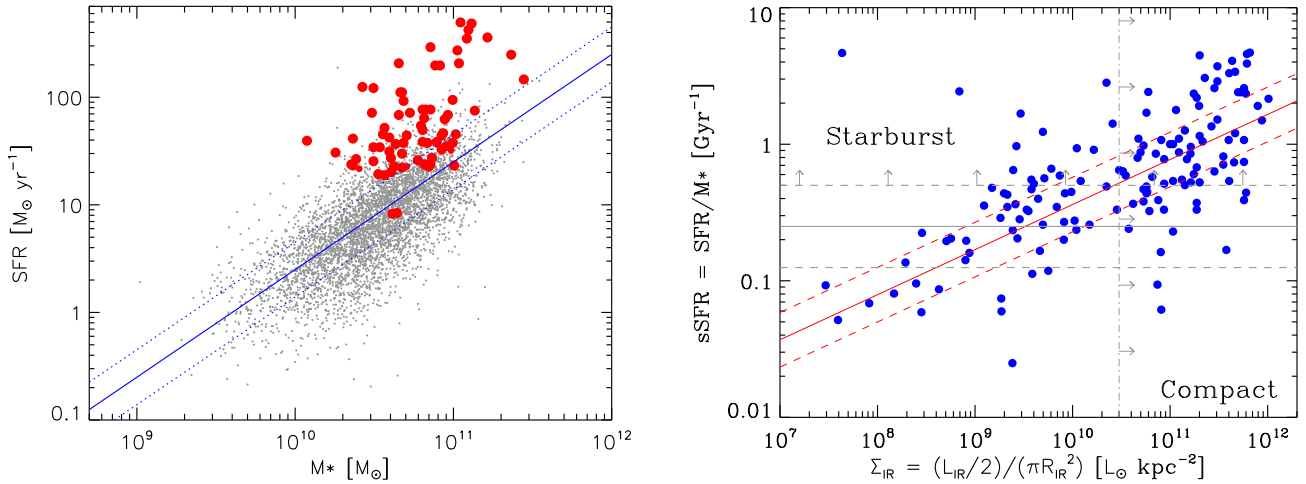 100
10
1
0.1
SFR [M⊙ yr⁻¹]
10⁹ 10¹⁰ 10¹¹ 10¹²
M* [M⊙]
10
1
0.1
0.01
sSFR = SFR/M* [Gyr⁻¹]
Starburst
Compact
10⁷ 10⁸ 10⁹ 10¹⁰ 10¹¹ 10¹²
Σ_IR = (L_IR/2)/(πR_IR²) [L⊙ kpc⁻²]